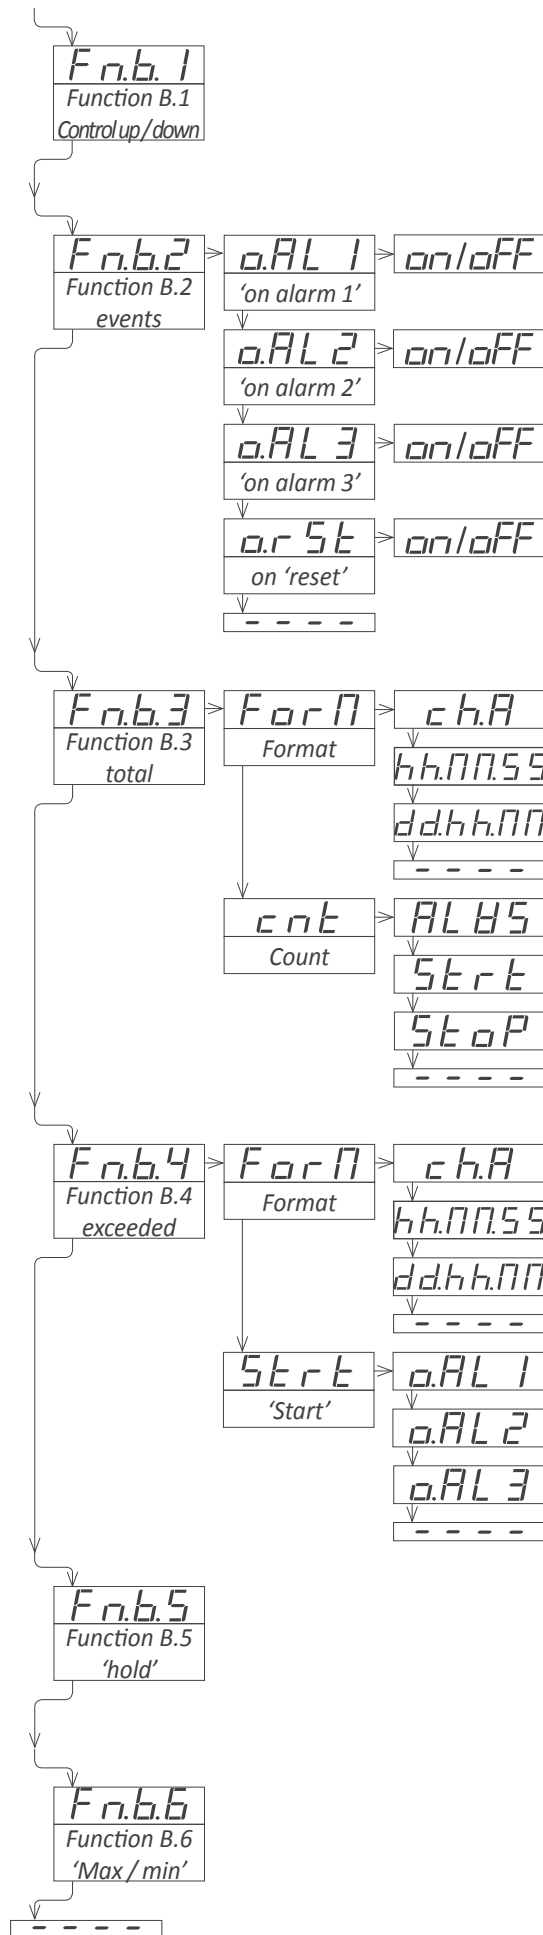 Fn.b.1
Function B.1
Control up / down
Fn.b.2
Function B.2
events
o.AL 1
on/oFF
‘on alarm 1’
o.AL 2
on/oFF
‘on alarm 2’
o.AL 3
on/oFF
‘on alarm 3’
o.rSt
on/oFF
on ‘reset’
- - - -
Fn.b.3
Function B.3
total
ForM
Format
ch.A
hh.MM.SS
dd.hh.MM
- - - -
cnt
Count
ALWS
Strt
StoP
- - - -
Fn.b.4
Function B.4
exceeded
ForM
Format
ch.A
hh.MM.SS
dd.hh.MM
- - - -
Strt
‘Start’
o.AL 1
o.AL 2
o.AL 3
- - - -
Fn.b.5
Function B.5
‘hold’
Fn.b.6
Function B.6
‘Max / min’
- - - -